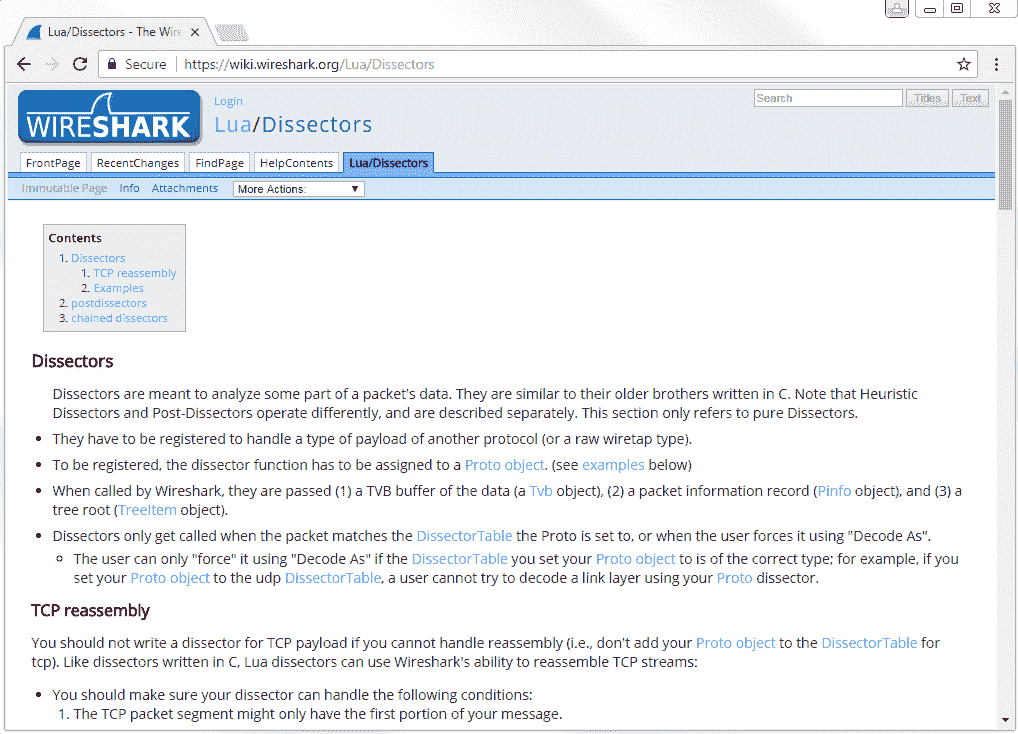 Lua/Dissectors - The Wire
Secure
https://wiki.wireshark.org/Lua/Dissectors
WIRESHARK
Login
Search
Titles
Text
Lua/Dissectors
FrontPage
RecentChanges
FindPage
HelpContents
Lua/Dissectors
Immutable Page
Info
Attachments
More Actions:
Contents
1. Dissectors
1. TCP reassembly
2. Examples
2. postdissectors
3. chained dissectors
Dissectors
Dissectors are meant to analyze some part of a packet's data. They are similar to their older brothers written in C. Note that Heuristic
Dissectors and Post-Dissectors operate differently, and are described separately. This section only refers to pure Dissectors.
• They have to be registered to handle a type of payload of another protocol (or a raw wiretap type).
• To be registered, the dissector function has to be assigned to a Proto object. (see examples below)
• When called by Wireshark, they are passed (1) a TVB buffer of the data (a Tvb object), (2) a packet information record (Pinfo object), and (3) a
tree root (TreeItem object).
• Dissectors only get called when the packet matches the DissectorTable the Proto is set to, or when the user forces it using "Decode As".
◦ The user can only "force" it using "Decode As" if the DissectorTable you set your Proto object to is of the correct type; for example, if you
set your Proto object to the udp DissectorTable, a user cannot try to decode a link layer using your Proto dissector.
TCP reassembly
You should not write a dissector for TCP payload if you cannot handle reassembly (i.e., don't add your Proto object to the DissectorTable for
tcp). Like dissectors written in C, Lua dissectors can use Wireshark's ability to reassemble TCP streams:
• You should make sure your dissector can handle the following conditions:
1. The TCP packet segment might only have the first portion of your message.